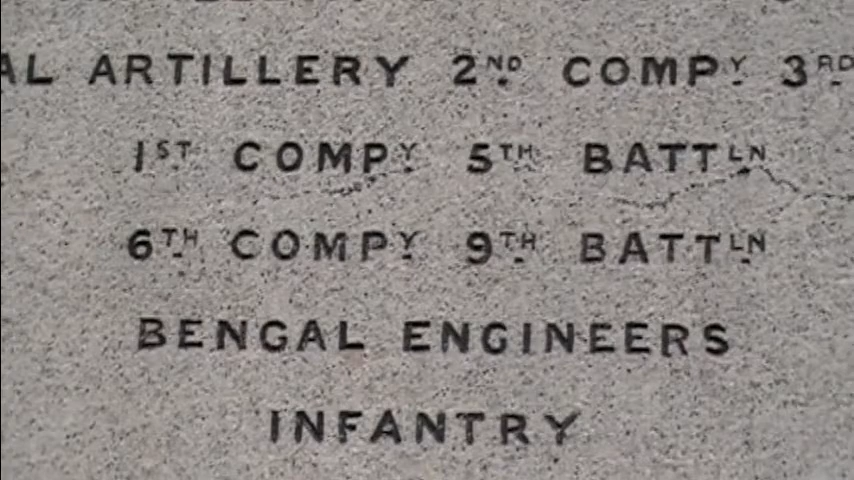 AL ARTILLERY 2ND COMPY 3RD
1ST COMPY 5TH BATTLN
6TH COMPY 9TH BATTLN
BENGAL ENGINEERS
INFANTRY